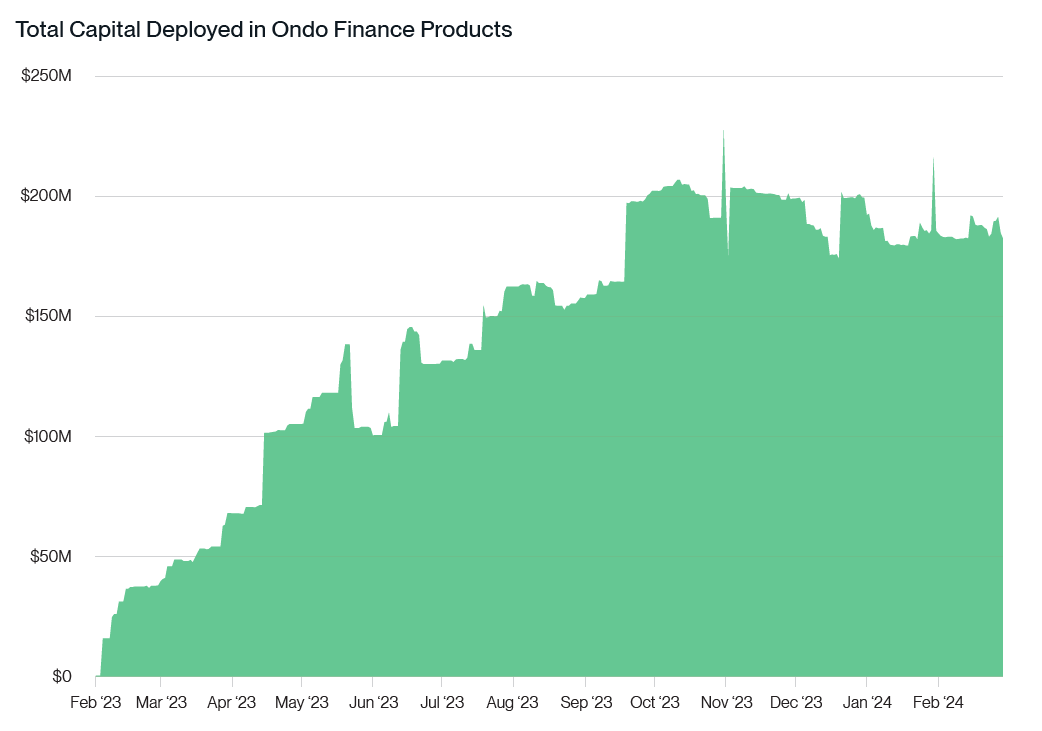 Total Capital Deployed in Ondo Finance Products
$250M
$200M
$150M
$100M
$50M
$0
Feb ‘23 Mar ‘23 Apr ‘23 May ‘23 Jun ‘23 Jul ‘23 Aug ‘23 Sep ‘23 Oct ‘23 Nov ‘23 Dec ‘23 Jan ‘24 Feb ‘24